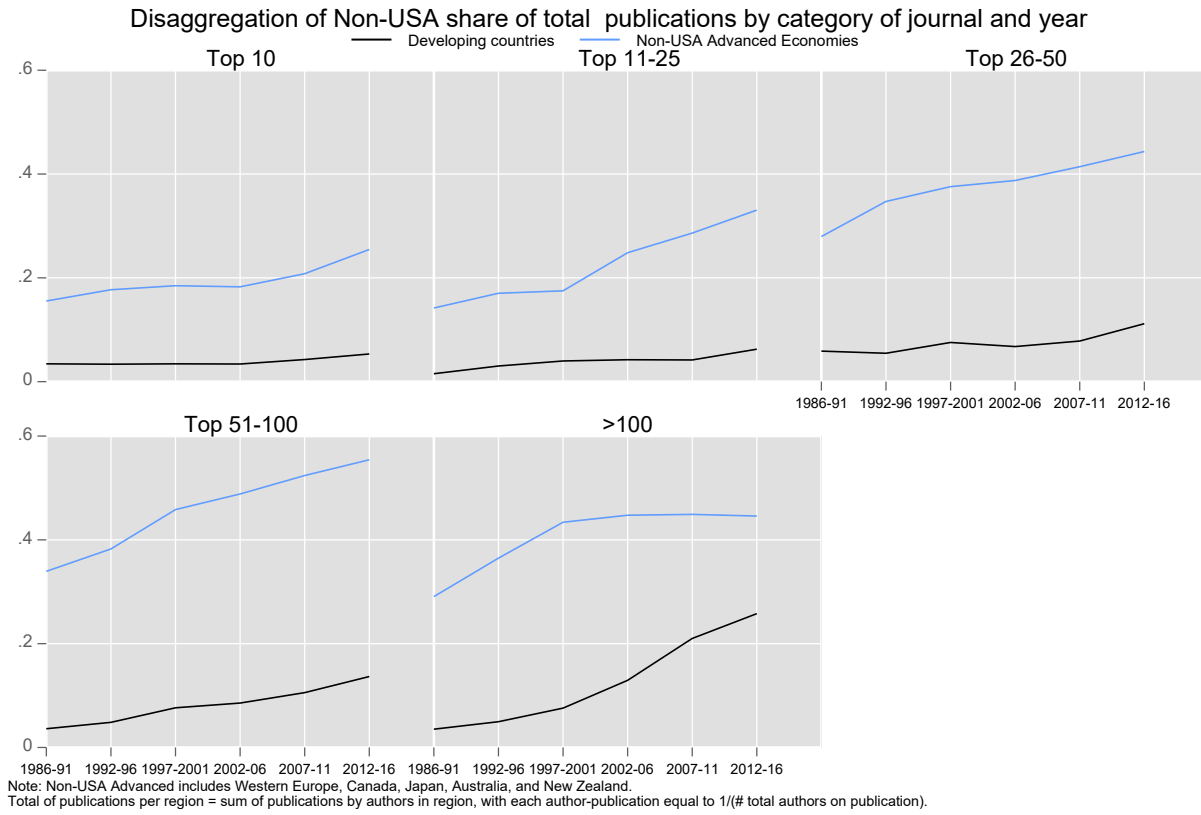 Disaggregation of Non-USA share of total  publications by category of journal and year
Developing countries Non-USA Advanced Economies
Top 10 Top 11-25 Top 26-50
.6
.4
.2
0
1986-91 1992-96 1997-2001 2002-06 2007-11 2012-16
Top 51-100 >100
.6
.4
.2
0
1986-91 1992-96 1997-2001 2002-06 2007-11 2012-16 1986-91 1992-96 1997-2001 2002-06 2007-11 2012-16
Note: Non-USA Advanced includes Western Europe, Canada, Japan, Australia, and New Zealand.
Total of publications per region = sum of publications by authors in region, with each author-publication equal to 1/(# total authors on publication).